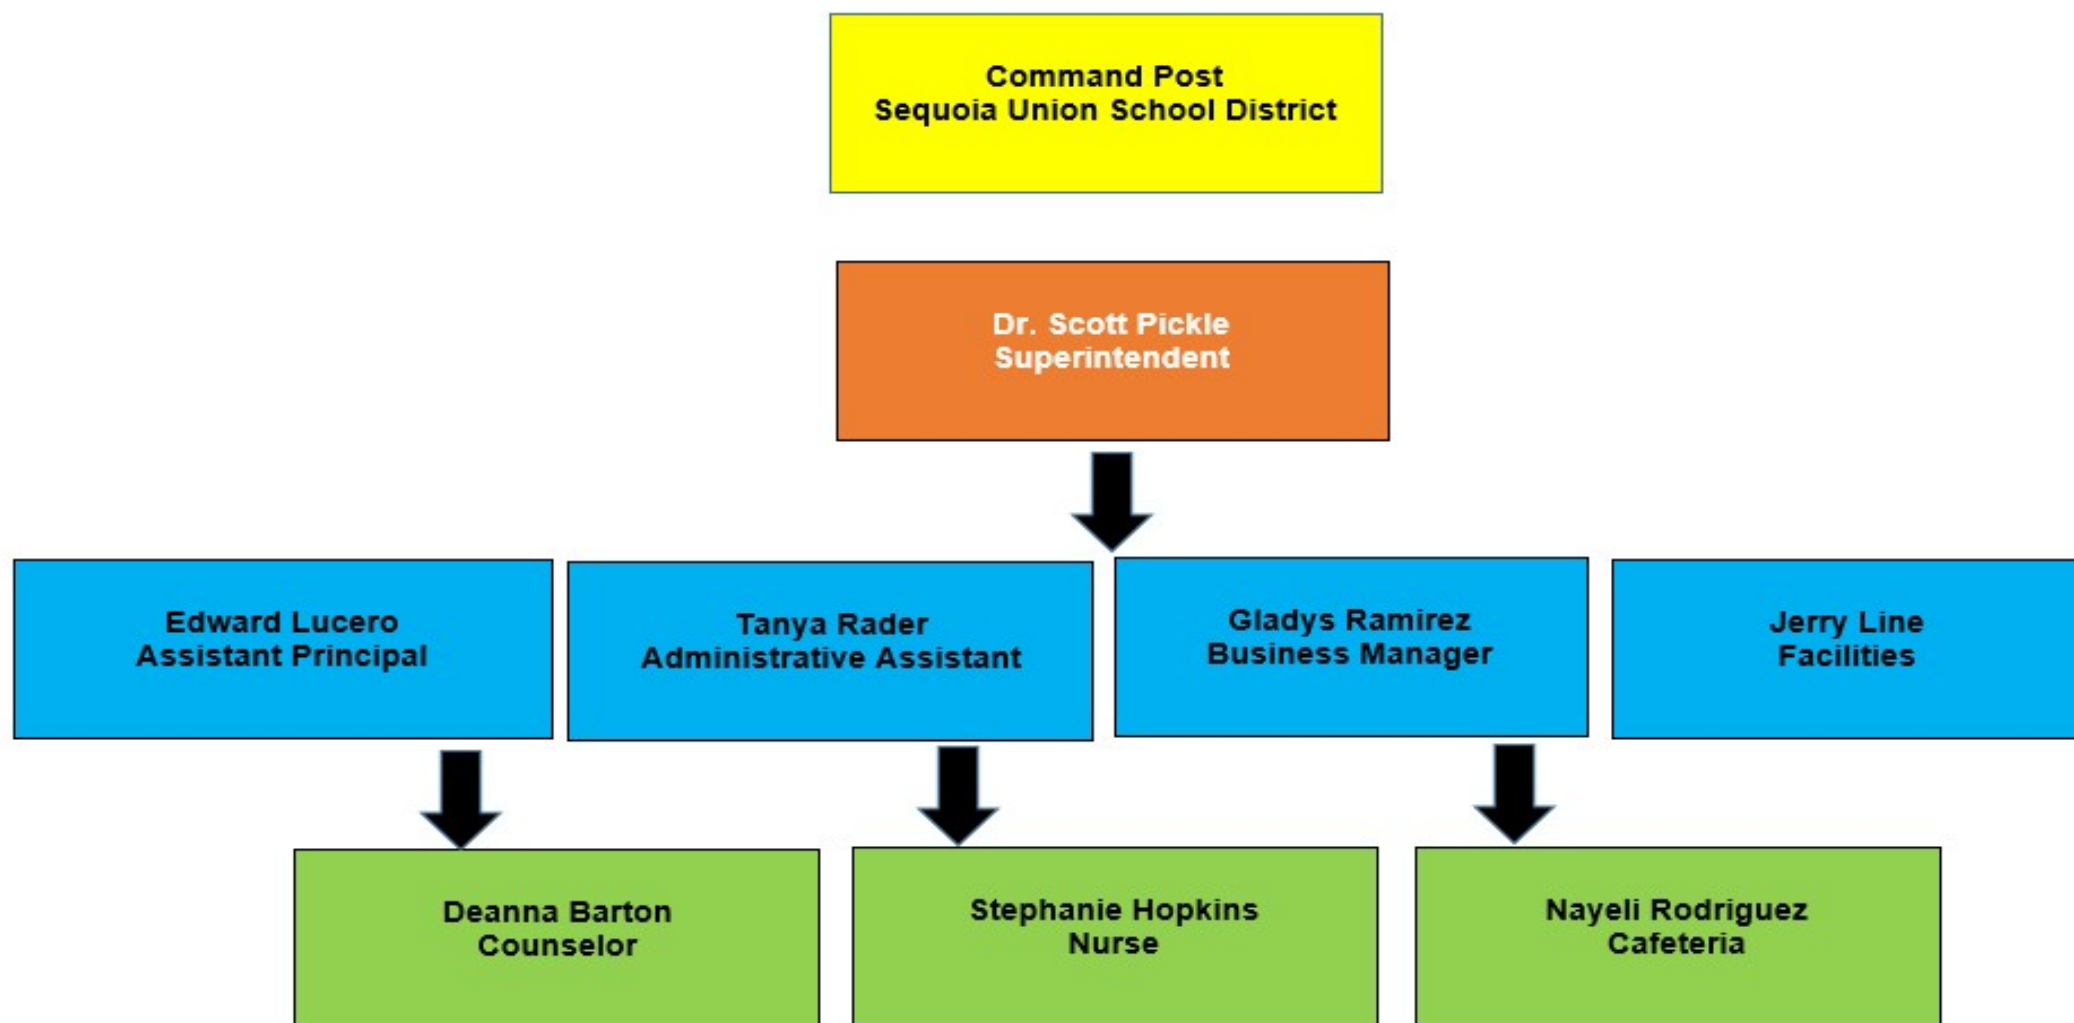 Command Post
Sequoia Union School District
Dr. Scott Pickle
Superintendent
Edward Lucero
Assistant Principal
Tanya Rader
Administrative Assistant
Gladys Ramirez
Business Manager
Jerry Line
Facilities
Deanna Barton
Counselor
Stephanie Hopkins
Nurse
Nayeli Rodriguez
Cafeteria